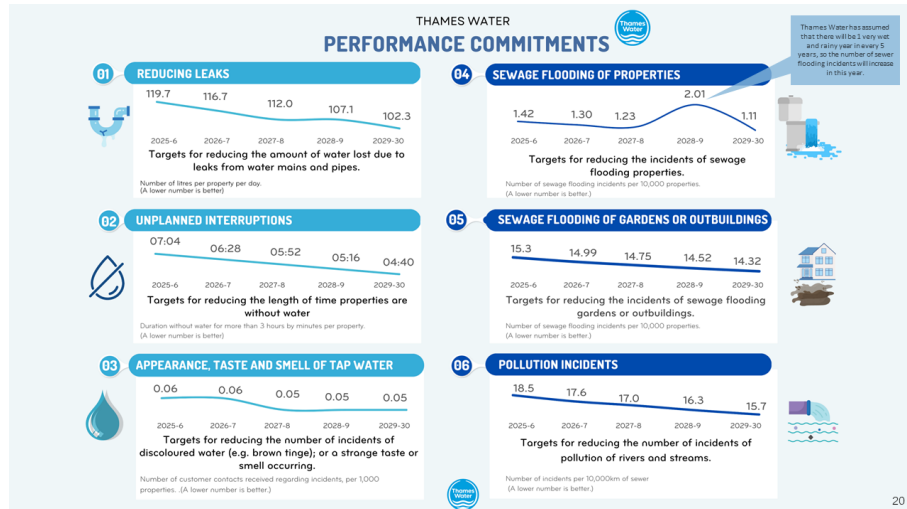 THAMES WATER
Thames
Water
PERFORMANCE COMMITMENTS
Thames Water has assumed
that there will be 1 very wet
and rainy year in every 5
years, so the number of sewer
flooding incidents will increase
in this year.
01 REDUCING LEAKS
119.7 116.7 112.0 107.1 102.3
2025-6 2026-7 2027-8 2028-9 2029-30
Targets for reducing the amount of water lost due to
leaks from water mains and pipes.
Number of litres per property per day.
(A lower number is better)
02 UNPLANNED INTERRUPTIONS
07:04 06:28 05:52 05:16 04:40
2025-6 2026-7 2027-8 2028-9 2029-30
Targets for reducing the length of time properties are
without water
Duration without water for more than 3 hours by minutes per property.
(A lower number is better)
03 APPEARANCE, TASTE AND SMELL OF TAP WATER
0.06 0.06 0.05 0.05 0.05
2025-6 2026-7 2027-8 2028-9 2029-30
Targets for reducing the number of incidents of
discoloured water (e.g. brown tinge); or a strange taste or
smell occurring.
Number of customer contacts received regarding incidents, per 1,000
properties. .(A lower number is better.)
04 SEWAGE FLOODING OF PROPERTIES
1.42 1.30 1.23 2.01 1.11
2025-6 2026-7 2027-8 2028-9 2029-30
Targets for reducing the incidents of sewage
flooding properties.
Number of sewage flooding incidents per 10,000 properties.
(A lower number is better.)
05 SEWAGE FLOODING OF GARDENS OR OUTBUILDINGS
15.3 14.99 14.75 14.52 14.32
2025-6 2026-7 2027-8 2028-9 2029-30
Targets for reducing the incidents of sewage flooding
gardens or outbuildings.
Number of sewage flooding incidents per 10,000 properties.
(A lower number is better.)
06 POLLUTION INCIDENTS
18.5 17.6 17.0 16.3 15.7
2025-6 2026-7 2027-8 2028-9 2029-30
Targets for reducing the number of incidents of
pollution of rivers and streams.
Number of incidents per 10,000km of sewer
(A lower number is better.)
Thames
Water
20